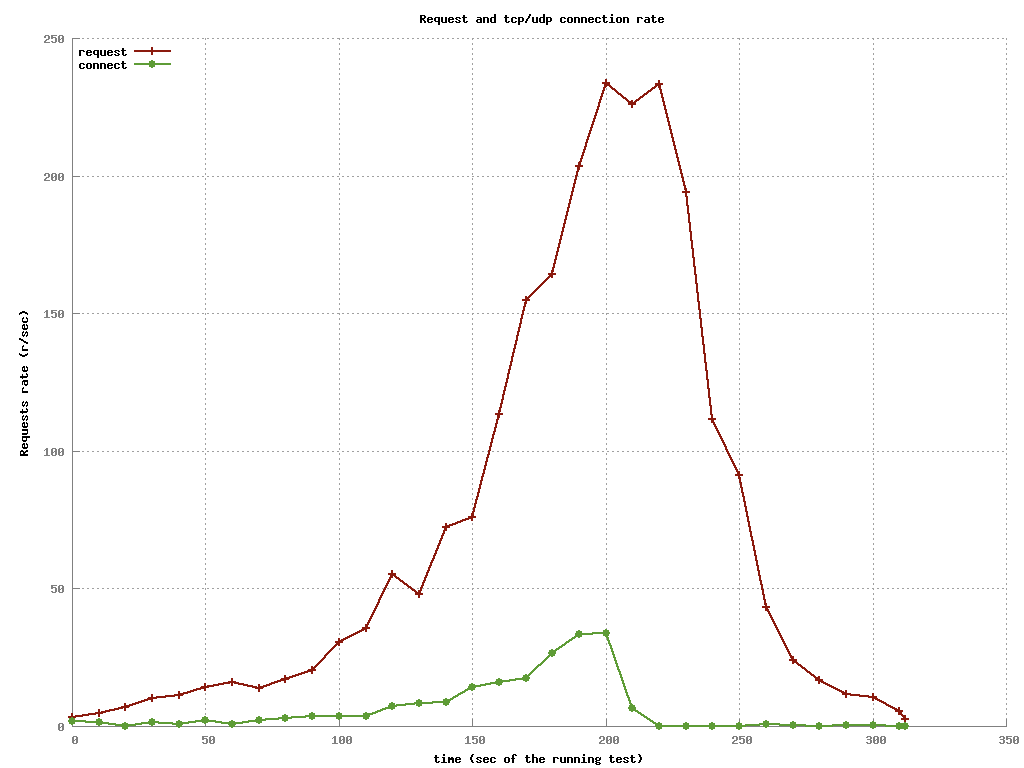 Request and tcp/udp connection rate
request
connect
250
200
150
100
50
0
Requests rate (r/sec)
0 50 100 150 200 250 300 350
time (sec of the running test)